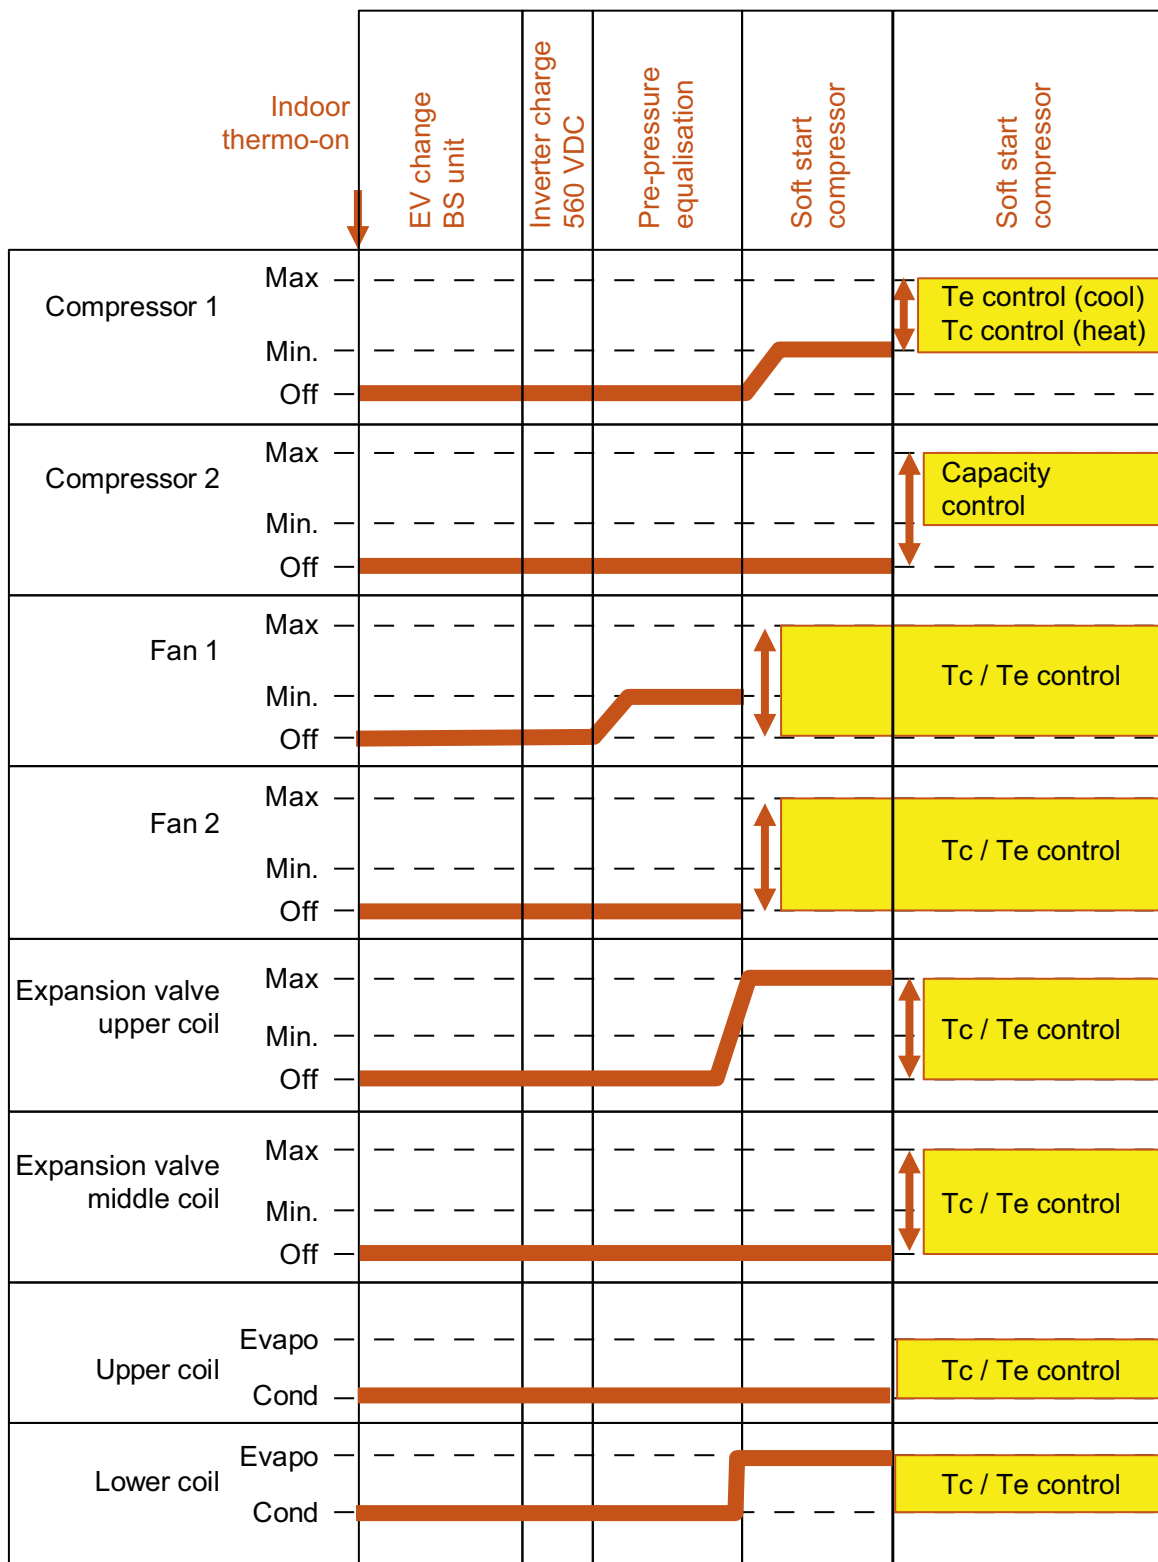 Indoor
thermo-on
EV change
BS unit
Inverter charge
560 VDC
Pre-pressure
equalisation
Soft start
compressor
Soft start
compressor
Compressor 1
Max
Min.
Off
Te control (cool)
Tc control (heat)
Compressor 2
Max
Min.
Off
Capacity
control
Fan 1
Max
Min.
Off
Tc / Te control
Fan 2
Max
Min.
Off
Tc / Te control
Expansion valve
upper coil
Max
Min.
Off
Tc / Te control
Expansion valve
middle coil
Max
Min.
Off
Tc / Te control
Upper coil
Evapo
Cond
Tc / Te control
Lower coil
Evapo
Cond
Tc / Te control